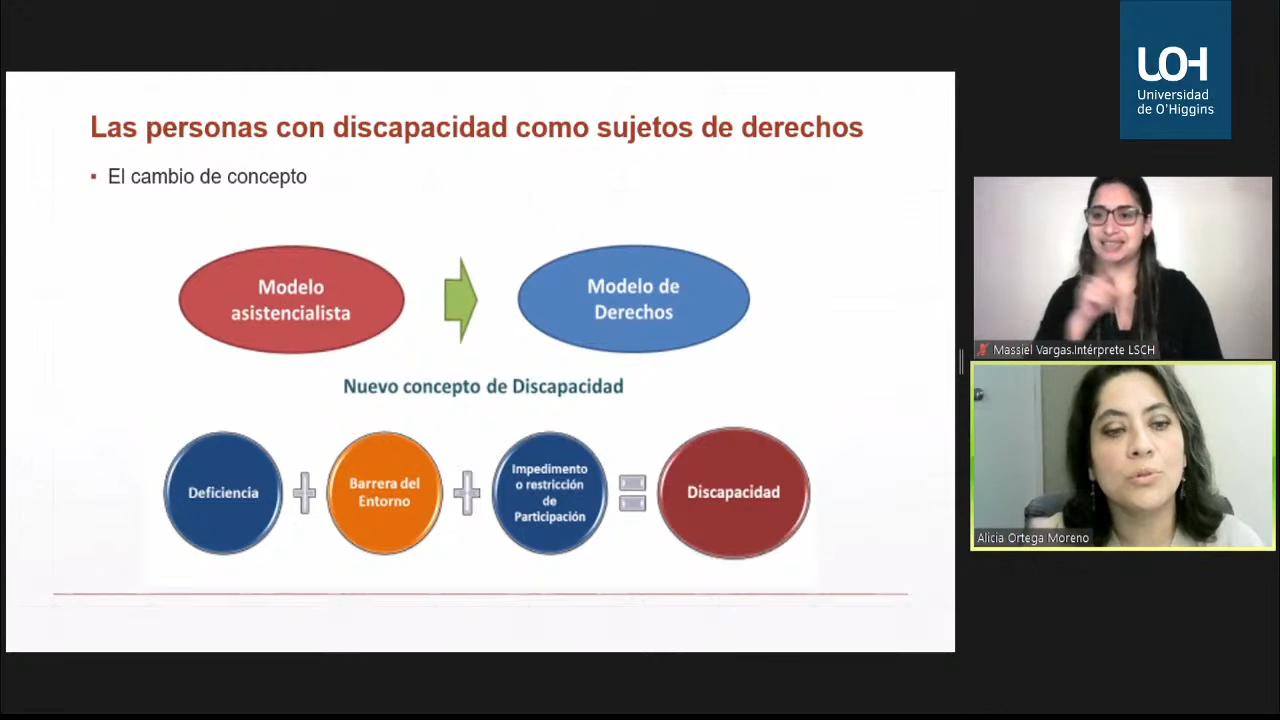 UOH
Universidad
de O'Higgins
Las personas con discapacidad como sujetos de derechos
El cambio de concepto
Modelo
asistencialista
Modelo de
Derechos
Nuevo concepto de Discapacidad
Deficiencia
Barrera del
Entorno
Impedimento
o restricción
de
Participación
Discapacidad
Massiel Vargas.Intérprete LSCH
Alicia Ortega Moreno